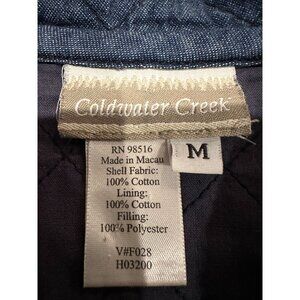 Coldwater Creek
M
RN 98516
Made in Macau
Shell Fabric:
100% Cotton
Lining:
100% Cotton
Filling:
100% Polyester
V#F028
H03200